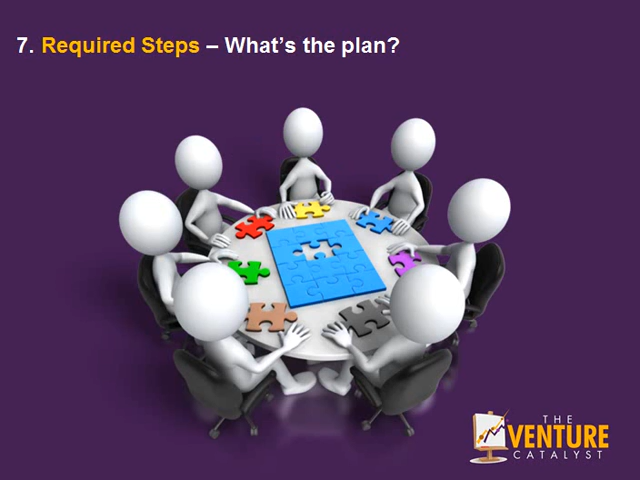 7. Required Steps – What's the plan?
THE
VENTURE
CATALYST